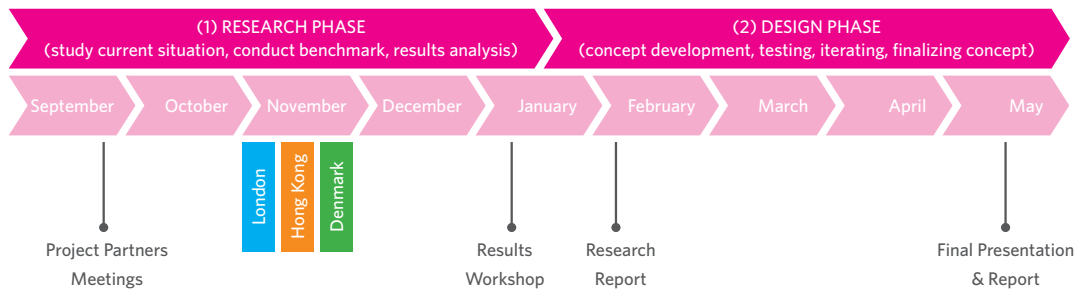 (1) RESEARCH PHASE
(study current situation, conduct benchmark, results analysis)
(2) DESIGN PHASE
(concept development, testing, iterating, finalizing concept)
September
October
November
December
January
February
March
April
May
London
Hong Kong
Denmark
Project Partners
Meetings
Results
Workshop
Research
Report
Final Presentation
& Report